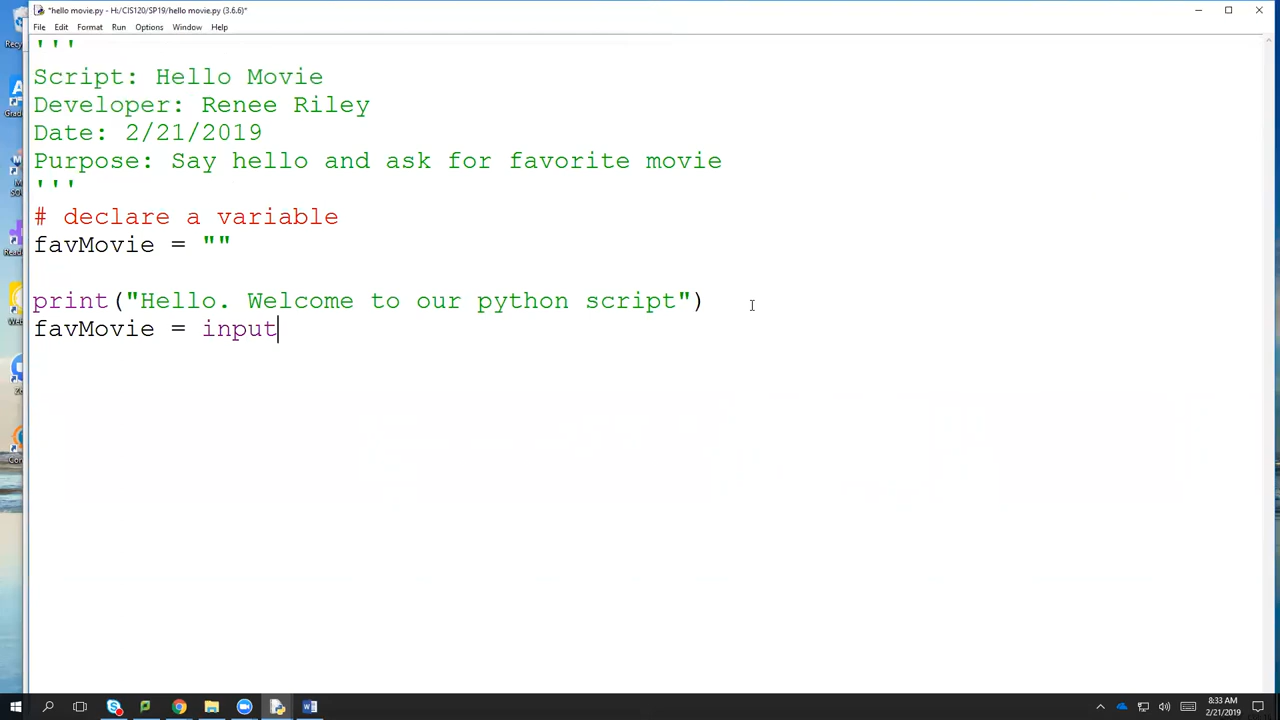 *hello movie.py - H:/CIS120/SP19/hello movie.py (3.6.6)*
File Edit Format Run Options Window Help
'''
Script: Hello Movie
Developer: Renee Riley
Date: 2/21/2019
Purpose: Say hello and ask for favorite movie
'''
# declare a variable
favMovie = ""
print("Hello. Welcome to our python script")
favMovie = input
8:33 AM
2/21/2019